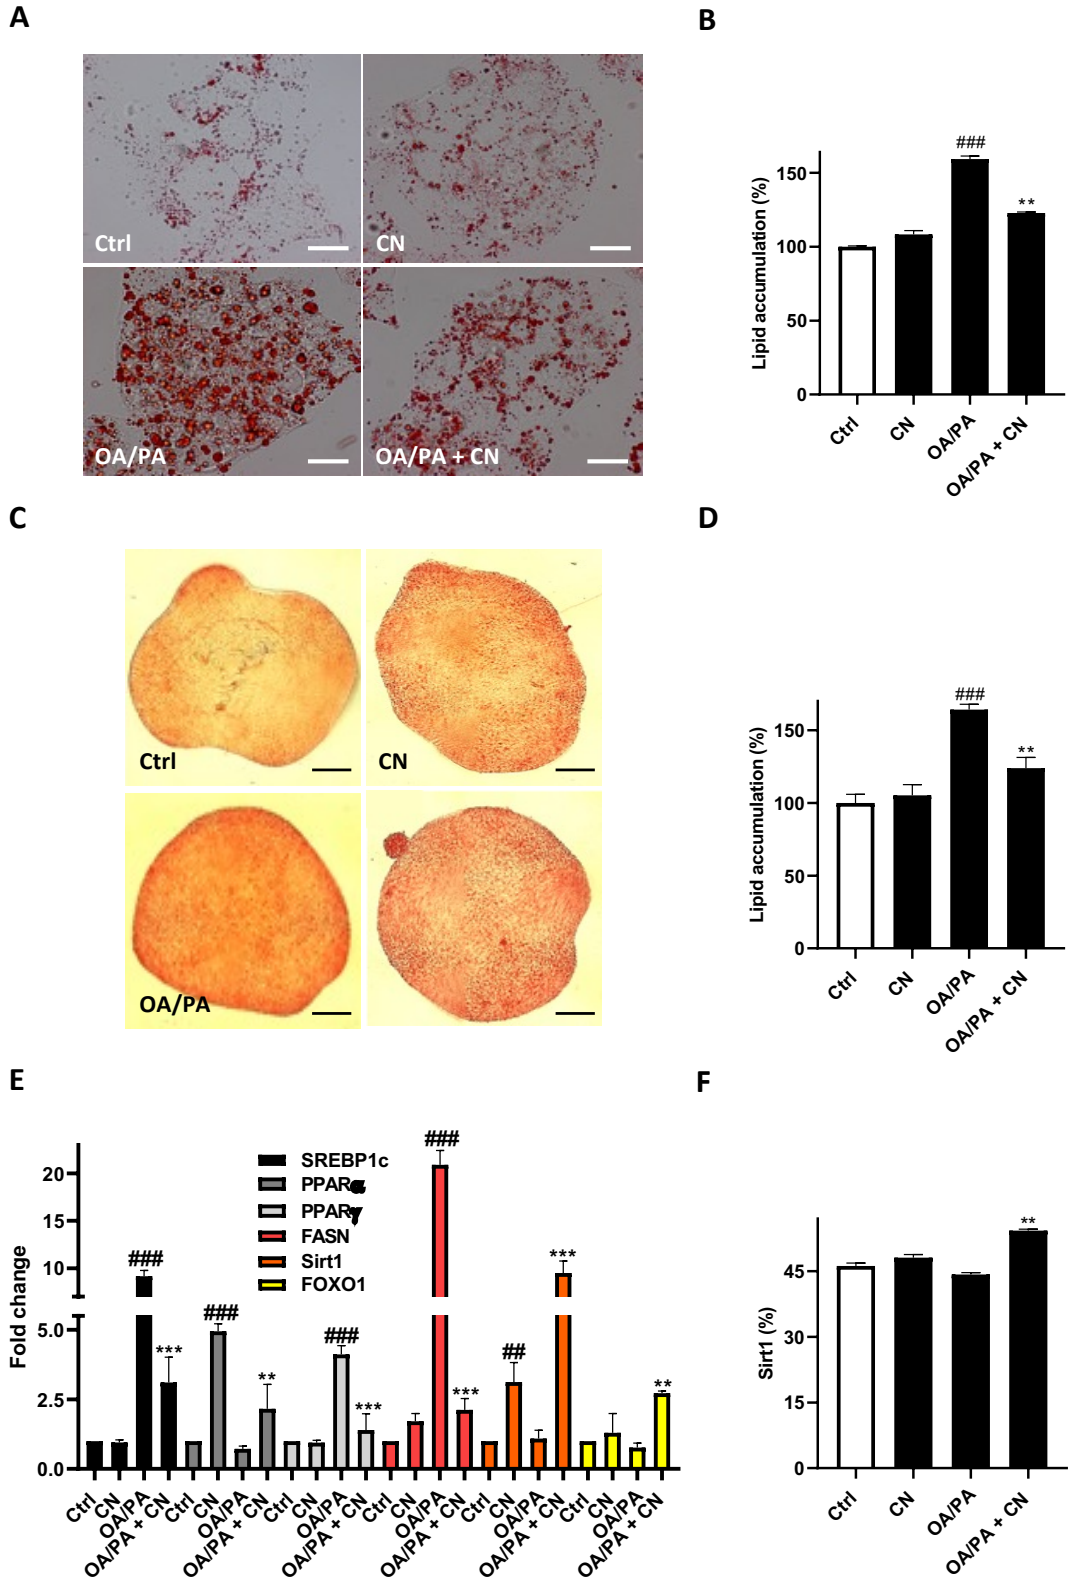 A
Ctrl
CN
OA/PA
OA/PA + CN
B
Lipid accumulation (%)
150
100
50
0
###
**
Ctrl
CN
OA/PA
OA/PA + CN
C
Ctrl
CN
OA/PA
D
Lipid accumulation (%)
150
100
50
0
###
**
Ctrl
CN
OA/PA
OA/PA + CN
E
Fold change
20
15
10
5.0
2.5
0.0
SREBP1c
PPARα
PPARγ
FASN
Sirt1
FOXO1
###
***
###
**
###
***
###
***
##
***
**
Ctrl
CN
OA/PA
OA/PA + CN
Ctrl
CN
OA/PA
OA/PA + CN
Ctrl
CN
OA/PA
OA/PA + CN
Ctrl
CN
OA/PA
OA/PA + CN
Ctrl
CN
OA/PA
OA/PA + CN
Ctrl
CN
OA/PA
OA/PA + CN
F
Sirt1 (%)
45
30
15
0
**
Ctrl
CN
OA/PA
OA/PA + CN